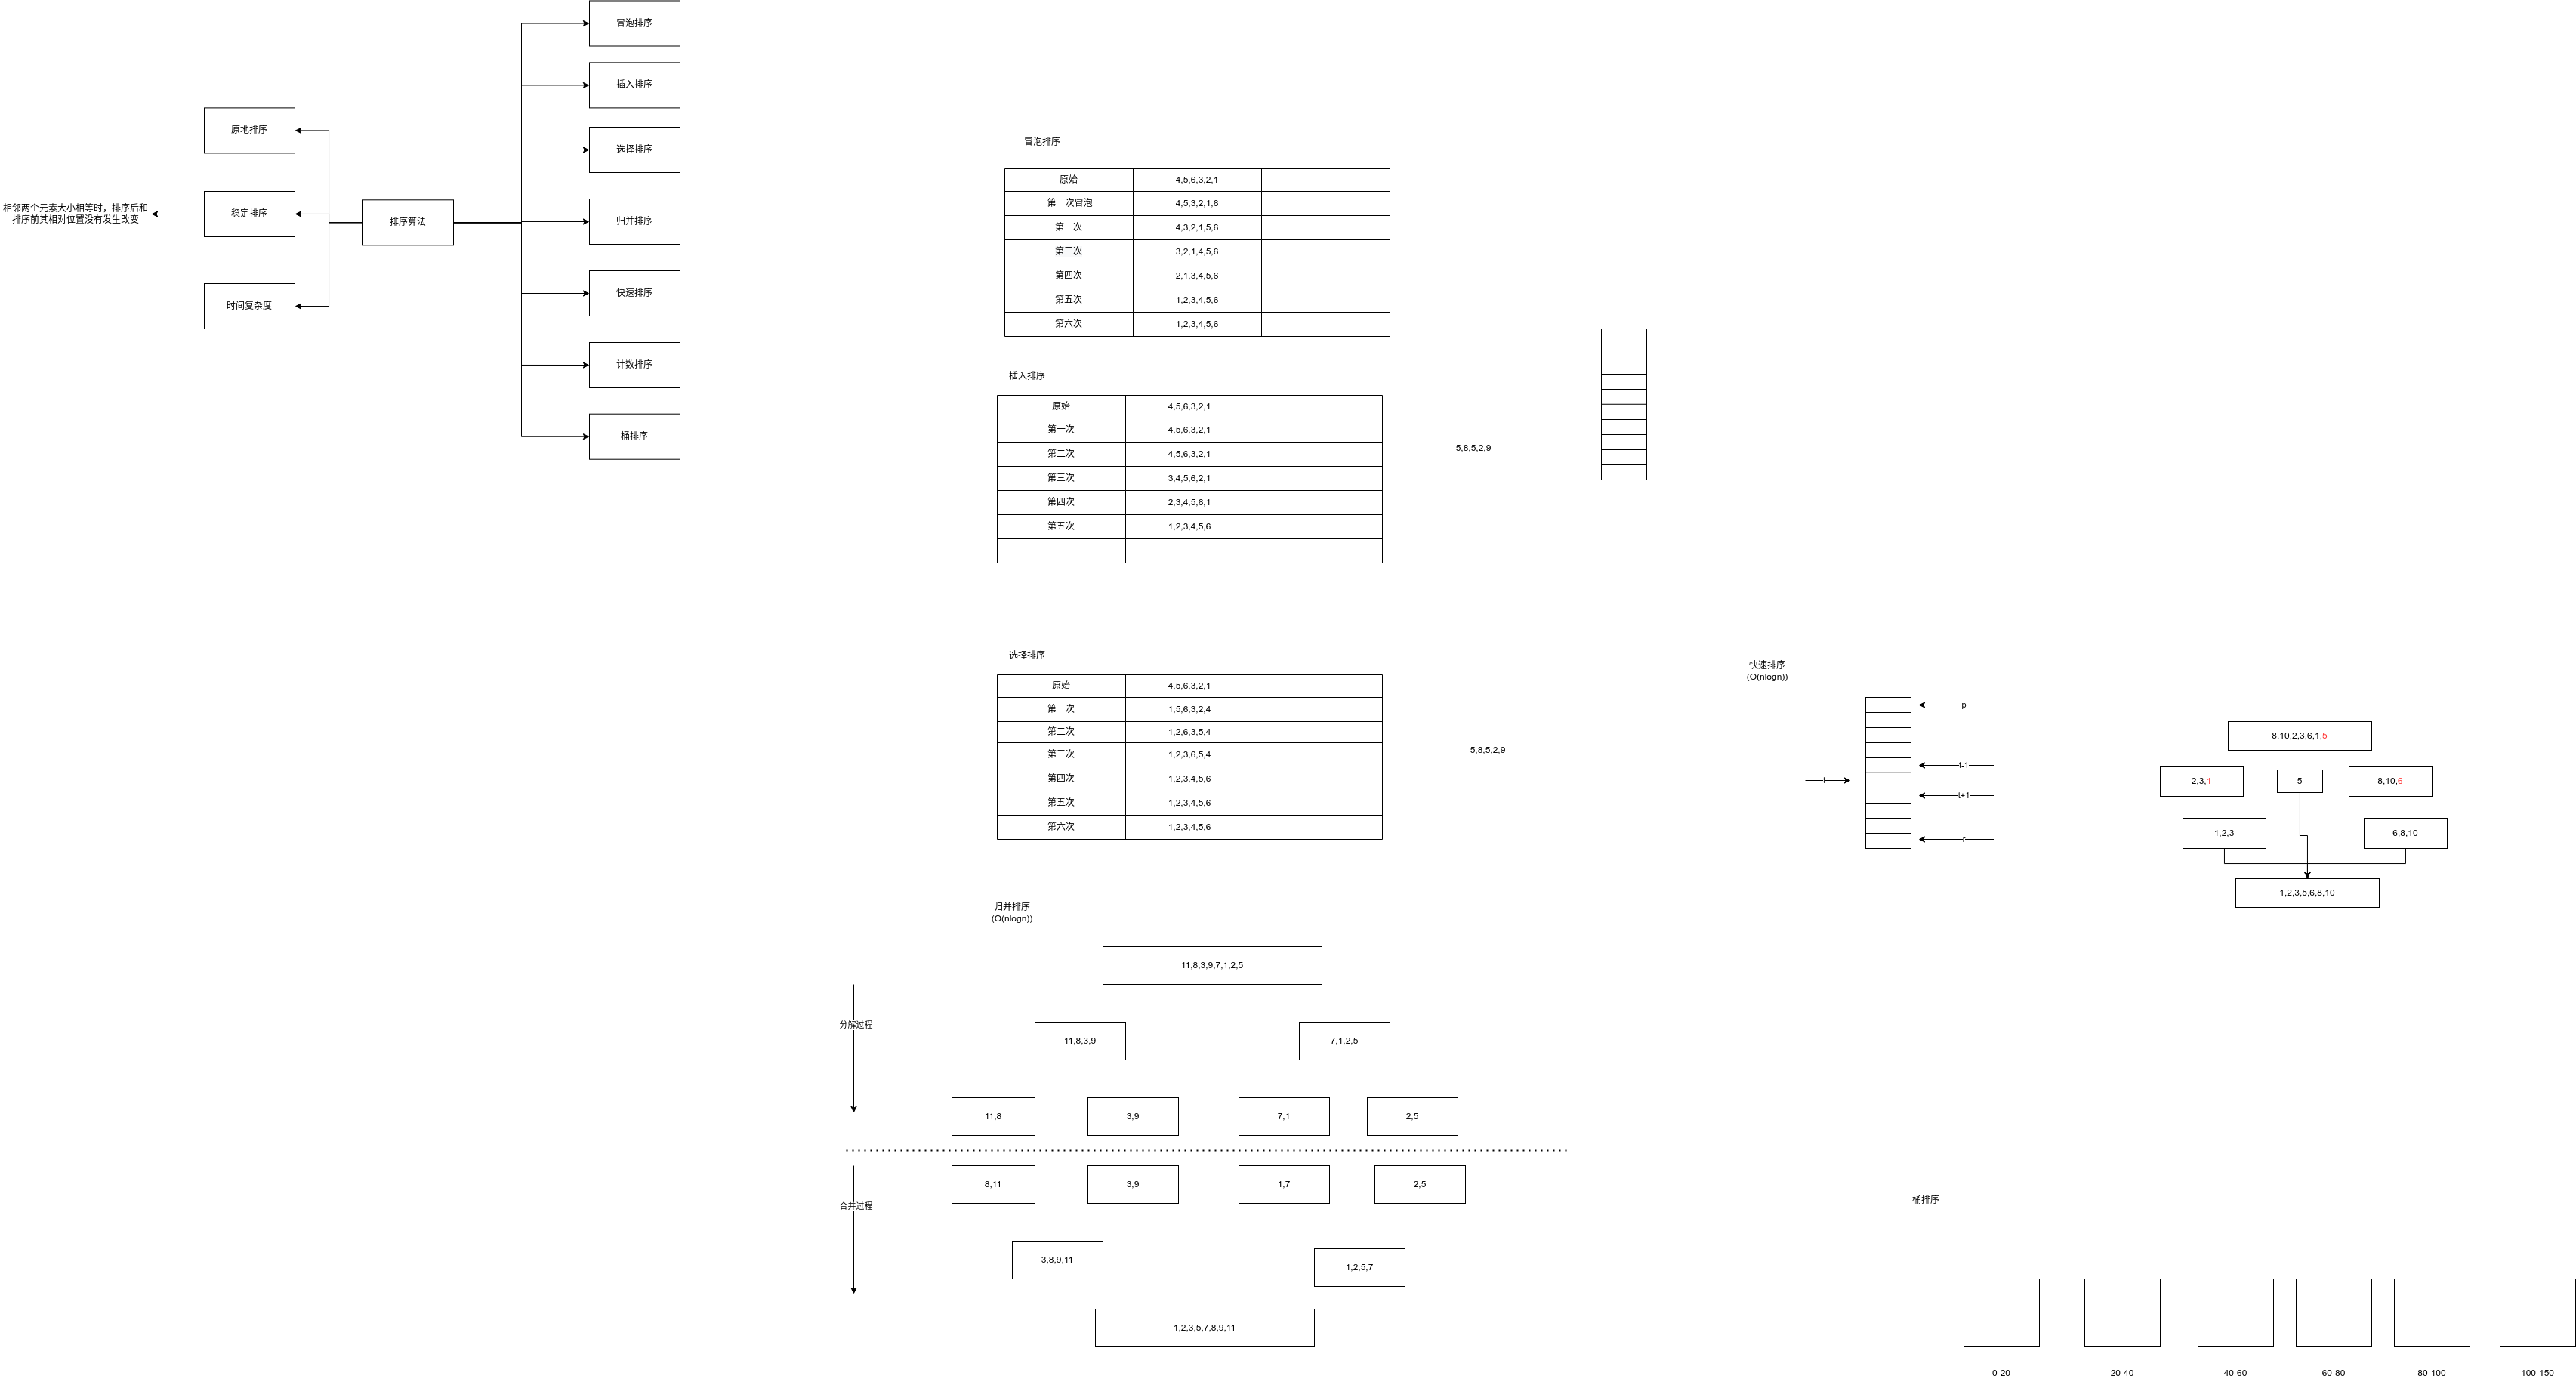 冒泡排序
插入排序
选择排序
归并排序
快速排序
计数排序
桶排序
原地排序
稳定排序
时间复杂度
排序算法
相邻两个元素大小相等时，排序后和
排序前其相对位置没有发生改变
冒泡排序
原始 4,5,6,3,2,1
第一次冒泡 4,5,3,2,1,6
第二次 4,3,2,1,5,6
第三次 3,2,1,4,5,6
第四次 2,1,3,4,5,6
第五次 1,2,3,4,5,6
第六次 1,2,3,4,5,6
插入排序
原始 4,5,6,3,2,1
第一次 4,5,6,3,2,1
第二次 4,5,6,3,2,1
第三次 3,4,5,6,2,1
第四次 2,3,4,5,6,1
第五次 1,2,3,4,5,6
5,8,5,2,9
选择排序
原始 4,5,6,3,2,1
第一次 1,5,6,3,2,4
第二次 1,2,6,3,5,4
第三次 1,2,3,6,5,4
第四次 1,2,3,4,5,6
第五次 1,2,3,4,5,6
第六次 1,2,3,4,5,6
5,8,5,2,9
快速排序
(O(nlogn))
p
t-1
t
t+1
r
8,10,2,3,6,1,5
2,3,1
5
8,10,6
1,2,3
6,8,10
1,2,3,5,6,8,10
归并排序
(O(nlogn))
11,8,3,9,7,1,2,5
分解过程
11,8,3,9
7,1,2,5
11,8
3,9
7,1
2,5
合并过程
8,11
3,9
1,7
2,5
3,8,9,11
1,2,5,7
1,2,3,5,7,8,9,11
桶排序
0-20
20-40
40-60
60-80
80-100
100-150